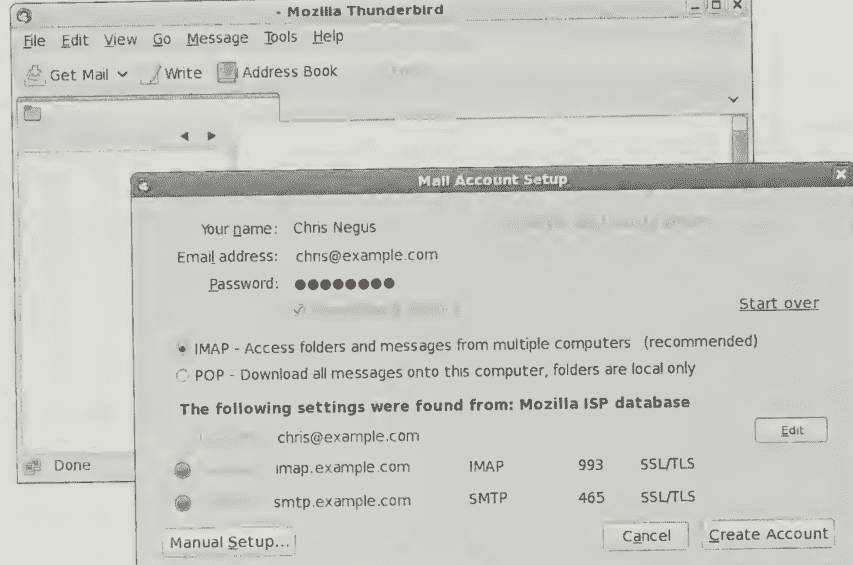 - Mozilla Thunderbird
File Edit View Go Message Tools Help
Get Mail Write Address Book
Mail Account Setup
Your name: Chris Negus
Email address: chris@example.com
Password: ●●●●●●●●
Start over
IMAP - Access folders and messages from multiple computers (recommended)
POP - Download all messages onto this computer, folders are local only
The following settings were found from: Mozilla ISP database
chris@example.com Edit
imap.example.com IMAP 993 SSL/TLS
Done
smtp.example.com SMTP 465 SSL/TLS
Manual Setup... Cancel Create Account